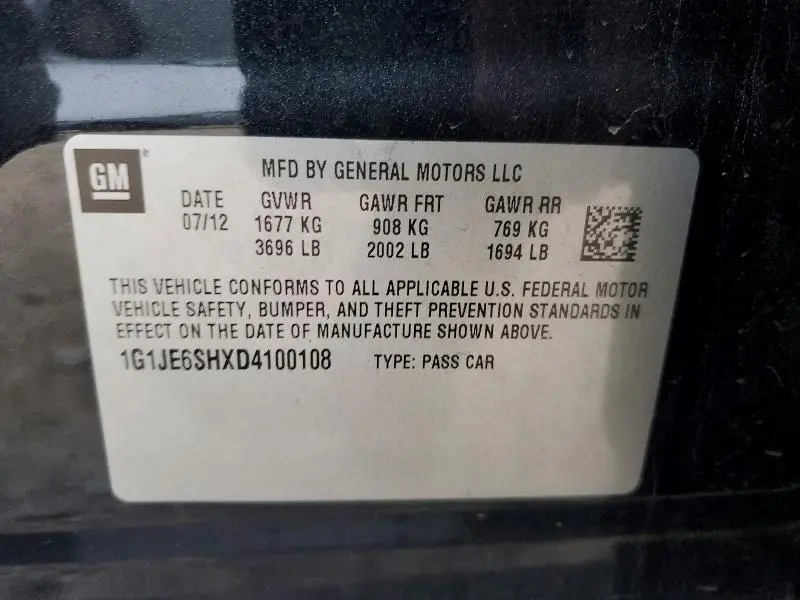 GM®
MFD BY GENERAL MOTORS LLC
DATE GVWR GAWR FRT GAWR RR
07/12 1677 KG 908 KG 769 KG
3696 LB 2002 LB 1694 LB
THIS VEHICLE CONFORMS TO ALL APPLICABLE U.S. FEDERAL MOTOR
VEHICLE SAFETY, BUMPER, AND THEFT PREVENTION STANDARDS IN
EFFECT ON THE DATE OF MANUFACTURE SHOWN ABOVE.
1G1JE6SHXD4100108 TYPE: PASS CAR